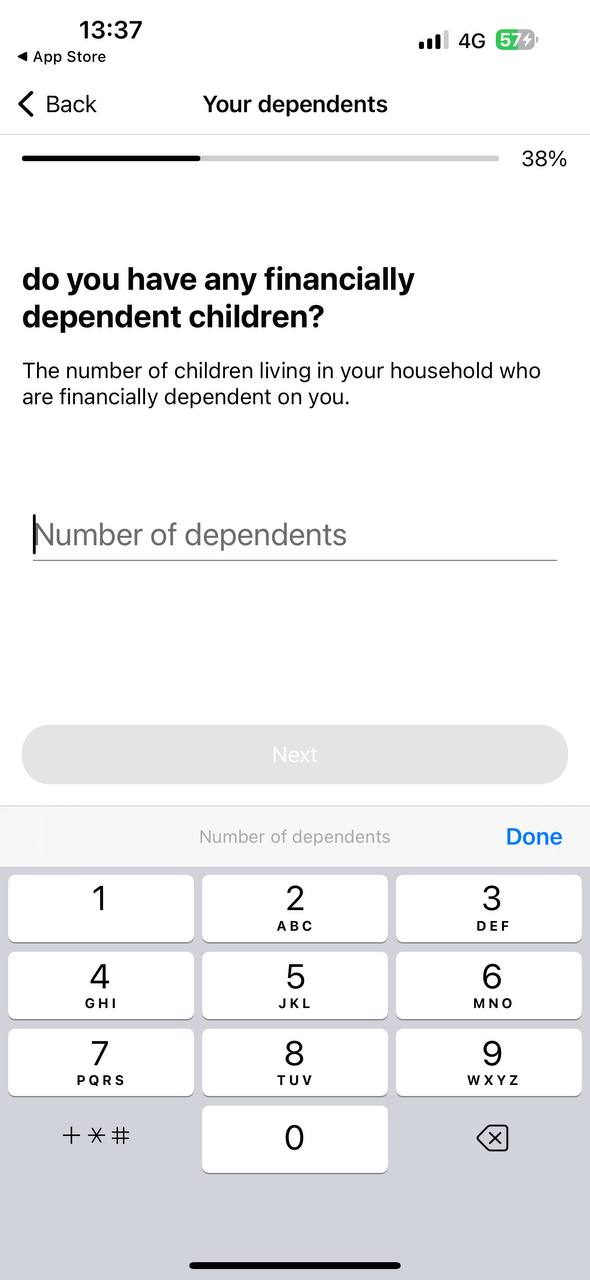 13:37
4G 57
◀ App Store
Back
Your dependents
38%
do you have any financially
dependent children?
The number of children living in your household who
are financially dependent on you.
Number of dependents
Next
Number of dependents
Done
1
2
ABC
3
DEF
4
GHI
5
JKL
6
MNO
7
PQRS
8
TUV
9
WXYZ
+*#
0